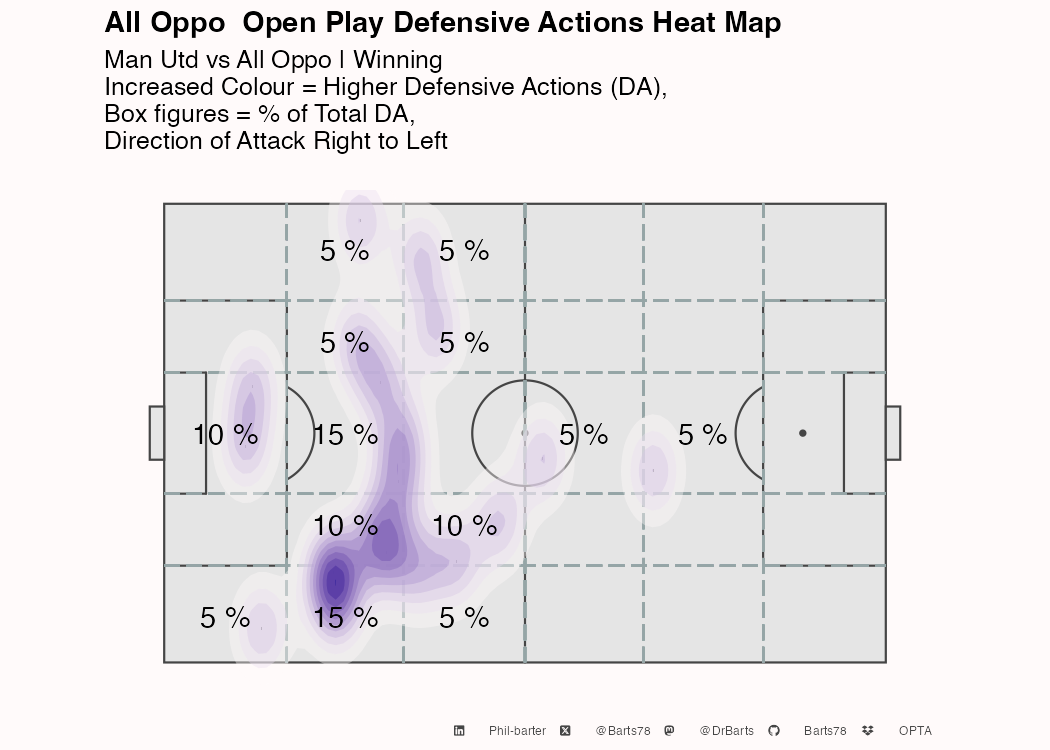 All Oppo  Open Play Defensive Actions Heat Map
Man Utd vs All Oppo | Winning
Increased Colour = Higher Defensive Actions (DA),
Box figures = % of Total DA,
Direction of Attack Right to Left
5 % 5 %
5 % 5 %
10 % 15 % 5 % 5 %
10 % 10 %
5 % 15 % 5 %
Phil-barter @Barts78 @DrBarts Barts78 OPTA